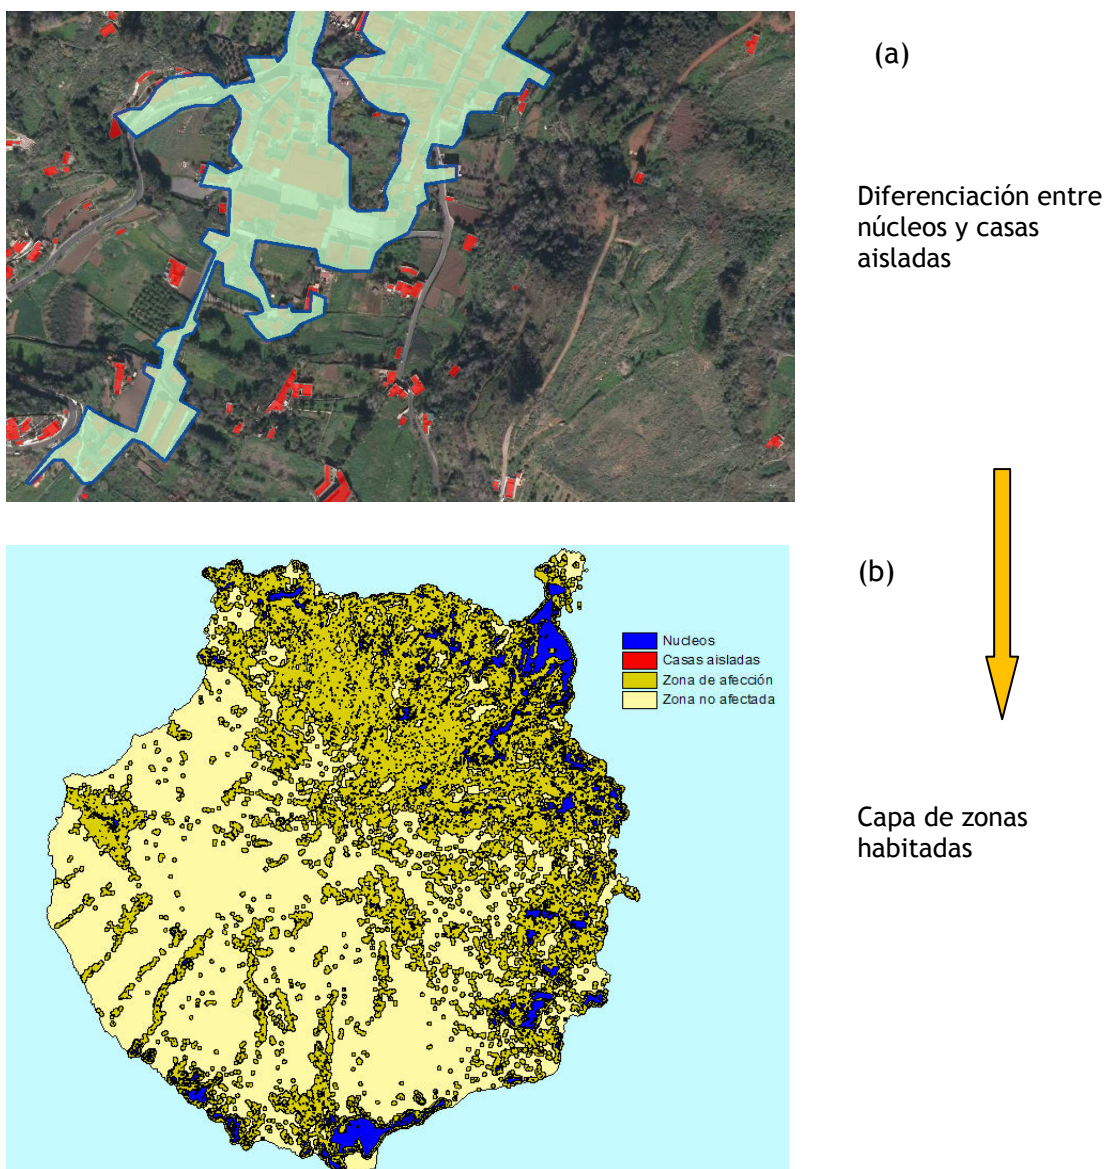 (a)
Diferenciación entre
núcleos y casas
aisladas
(b)
Nucleos
Casas aisladas
Zona de afección
Zona no afectada
Capa de zonas
habitadas